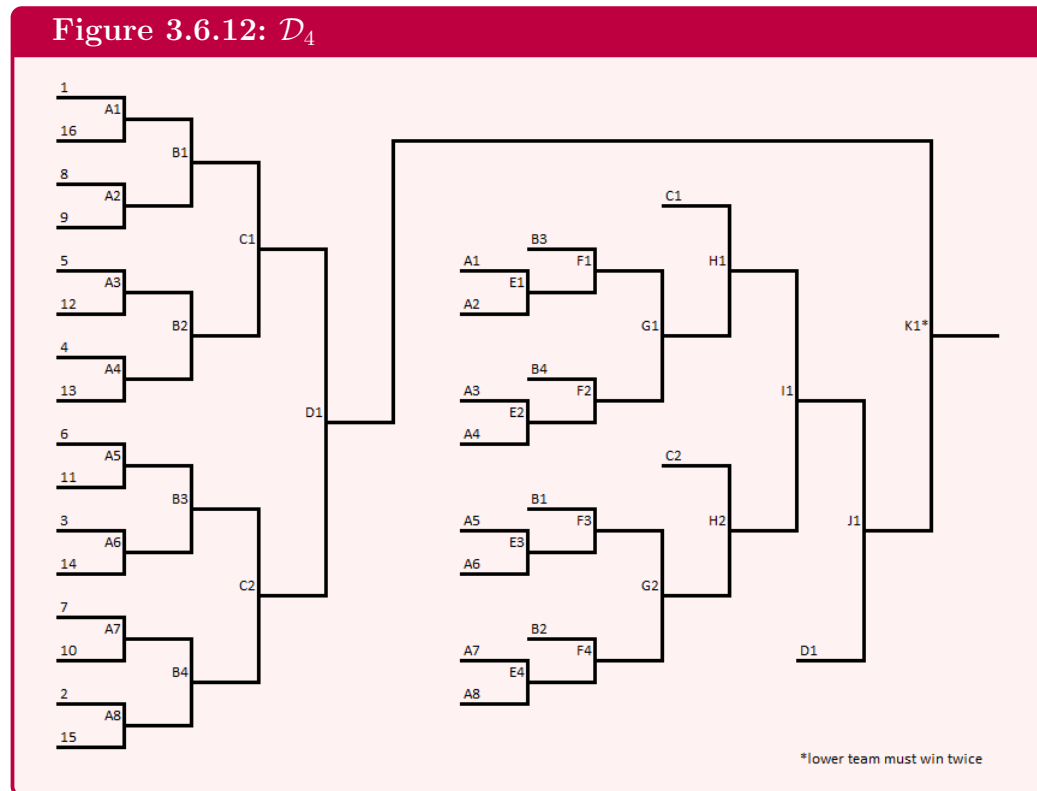 Figure 3.6.12: 𝒟₄
1
A1
16
B1
8
A2
9
C1
5
A3
12
B2
4
A4
13
D1
6
A5
11
B3
3
A6
14
C2
7
A7
10
B4
2
A8
15
C1
B3
A1
F1
H1
E1
A2
G1
K1*
B4
A3
F2
I1
E2
A4
C2
B1
A5
F3
H2
J1
E3
A6
G2
B2
A7
F4
D1
E4
A8
*lower team must win twice